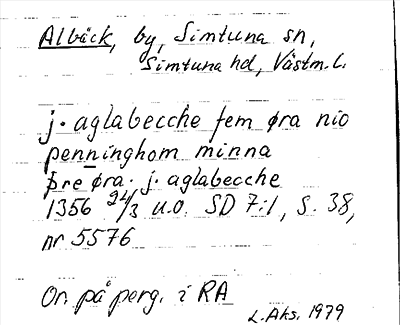 Albäck, by, Simtuna sn,
Simtuna hd, Västm. l.
j. aglabecche fem øra nio
penninghom minna
þre øra. j. aglabecche
1356 24/3 u.o. SD 7:1, s. 38,
nr 5576
Or. på perg. i RA
L. Ahs. 1979